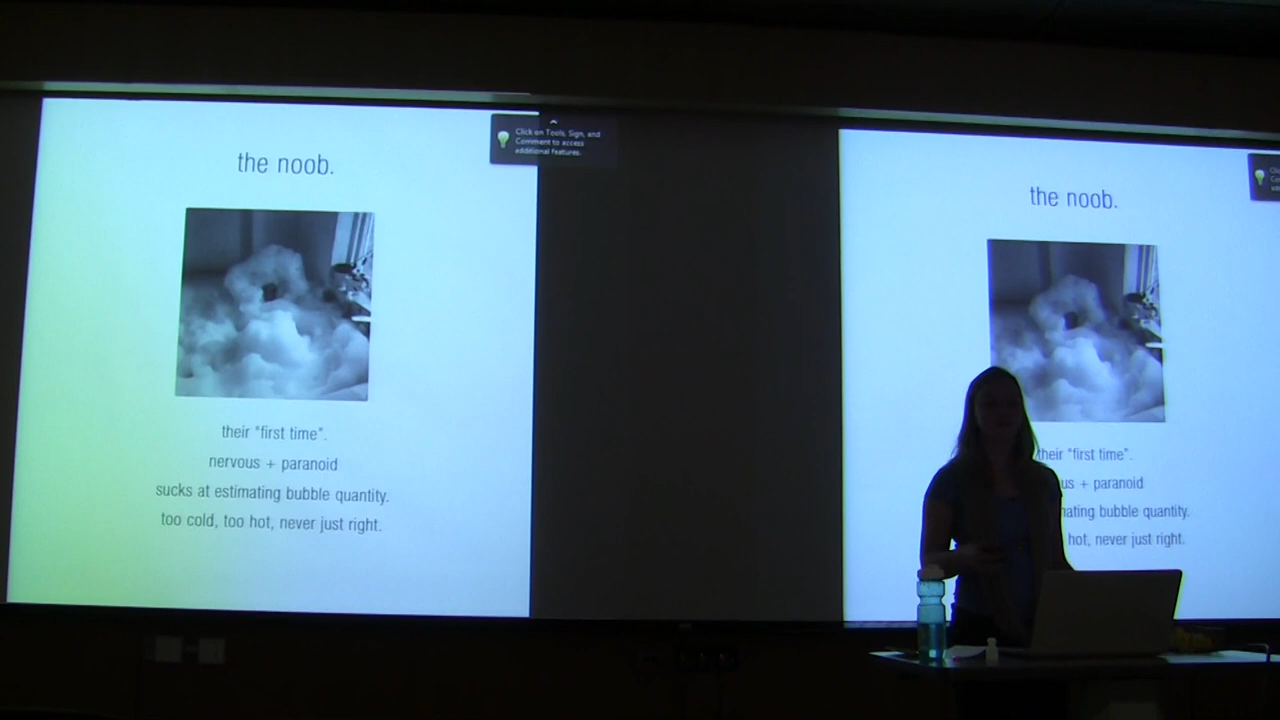 the noob.
Click on Tools, Sign, and
Comment to access
additional features.
their "first time".
nervous + paranoid
sucks at estimating bubble quantity.
too cold, too hot, never just right.
the noob.
their "first time".
+ paranoid
bubble quantity.
hot, never just right.